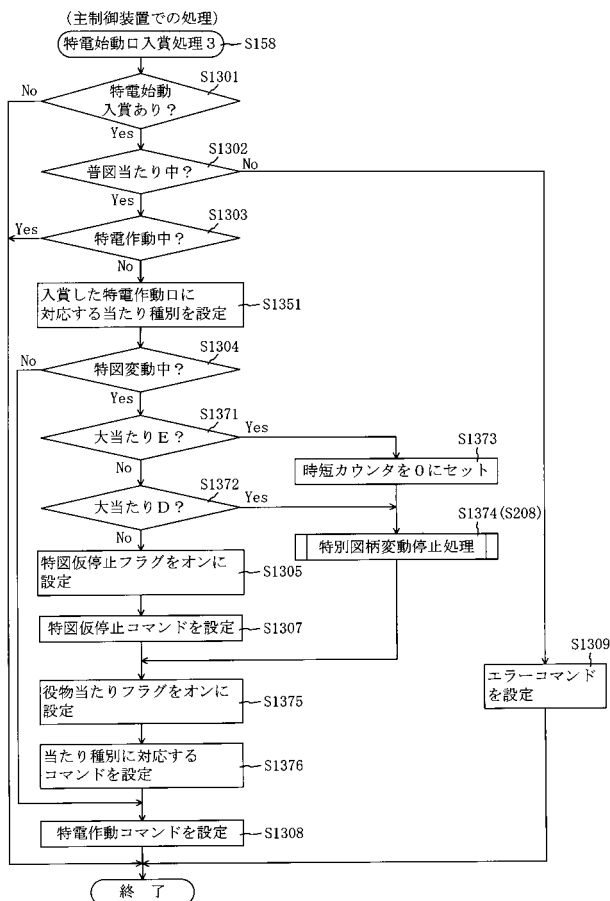 (主制御装置での処理)
特電始動口入賞処理3
S158
S1301
No
特電始動
入賞あり？
Yes
S1302
普図当たり中？
No
Yes
S1303
Yes
特電作動中？
No
入賞した特電作動口に
対応する当たり種別を設定
S1351
S1304
No
特図変動中？
Yes
S1371
大当たりE？
Yes
S1373
No
時短カウンタを0にセット
S1372
大当たりD？
Yes
S1374(S208)
No
特別図柄変動停止処理
特図仮停止フラグをオンに
設定
S1305
特図仮停止コマンドを設定
S1307
S1309
エラーコマンド
を設定
役物当たりフラグをオンに
設定
S1375
当たり種別に対応する
コマンドを設定
S1376
特電作動コマンドを設定
S1308
終 了